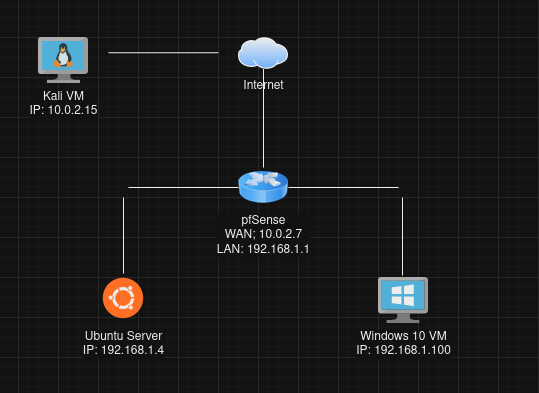 Internet
Kali VM
IP: 10.0.2.15
pfSense
WAN; 10.0.2.7
LAN: 192.168.1.1
Ubuntu Server
IP: 192.168.1.4
Windows 10 VM
IP: 192.168.1.100